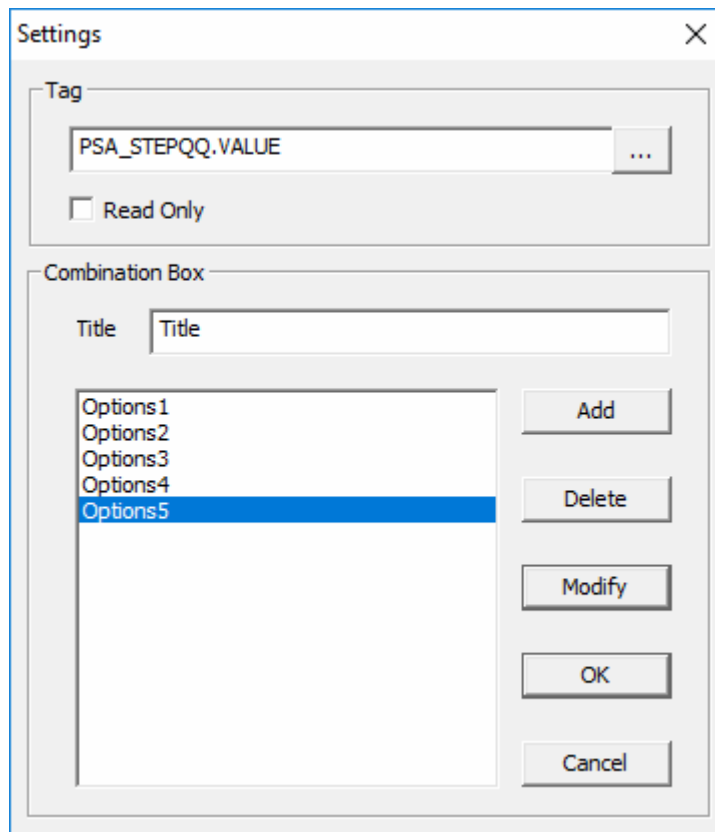 Settings
Tag
PSA_STEPQQ.VALUE
...
Read Only
Combination Box
Title Title
Options1
Options2
Options3
Options4
Options5
Add
Delete
Modify
OK
Cancel